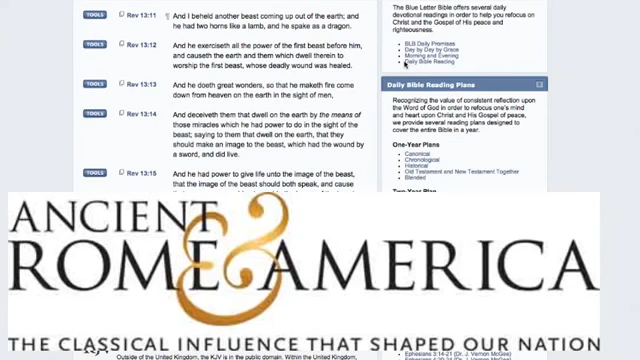 TOOLS Rev 13:11 ¶ And I beheld another beast coming up out of the earth; and
he had two horns like a lamb, and he spake as a dragon.
TOOLS Rev 13:12 And he exerciseth all the power of the first beast before him,
and causeth the earth and them which dwell therein to
worship the first beast, whose deadly wound was healed.
TOOLS Rev 13:13 And he doeth great wonders, so that he maketh fire come
down from heaven on the earth in the sight of men,
TOOLS Rev 13:14 And deceiveth them that dwell on the earth by the means of
those miracles which he had power to do in the sight of the
beast; saying to them that dwell on the earth, that they
should make an image to the beast, which had the wound by
a sword, and did live.
TOOLS Rev 13:15 And he had power to give life unto the image of the beast,
that the image of the beast should both speak, and cause
The Blue Letter Bible offers several daily
devotional readings in order to help you refocus on
Christ and the Gospel of His peace and
righteousness.
BLB Daily Promises
Day by Day by Grace
Morning and Evening
Daily Bible Reading
Daily Bible Reading Plans
Recognizing the value of consistent reflection upon
the Word of God in order to refocus one's
mind and heart upon Christ and His Gospel of peace,
we provide several reading plans designed to
cover the entire Bible in a year.
One-Year Plans
Canonical
Chronological
Historical
Old Testament and New Testament Together
Blended
ANCIENT
ROME & AMERICA
THE CLASSICAL INFLUENCE THAT SHAPED OUR NATION
Outside of the United Kingdom, the KJV is in the public domain. Within the United Kingdom,
Ephesians 3:14-21 (Dr. J. Vernon McGee)